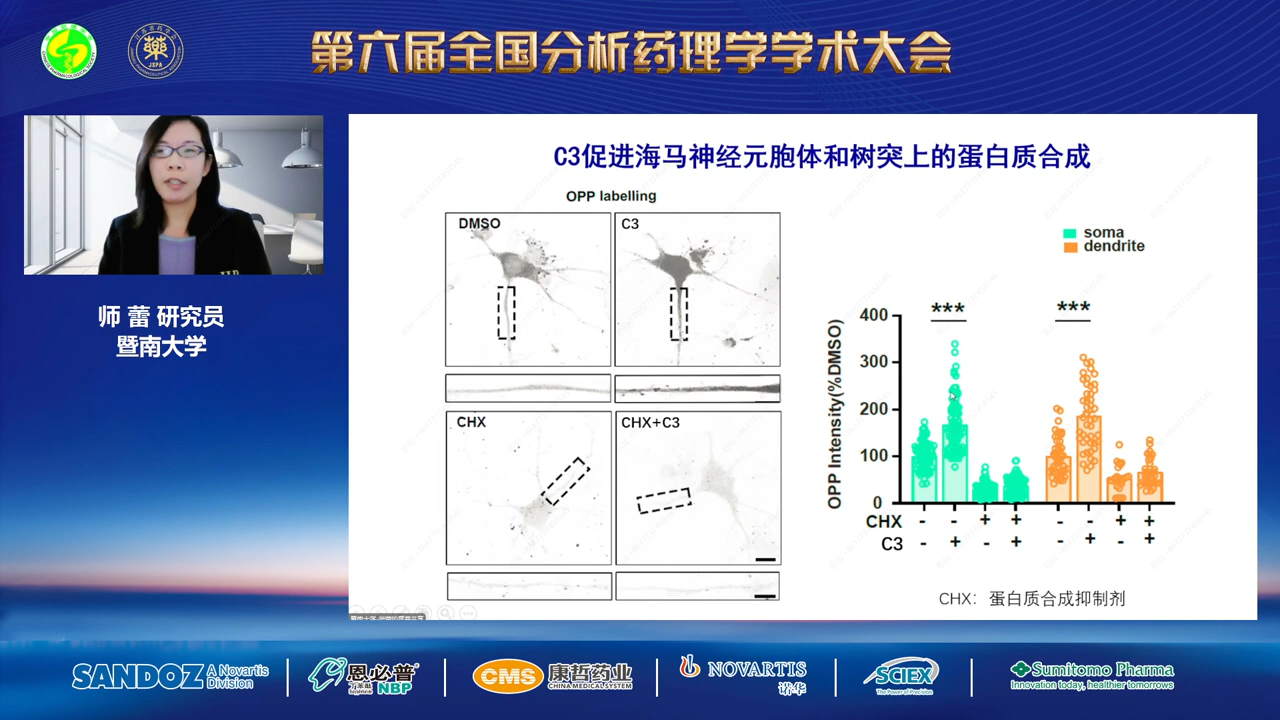 第六届全国分析药理学学术大会
师 蕾 研究员
暨南大学
C3促进海马神经元胞体和树突上的蛋白质合成
OPP labelling
DMSO
C3
CHX
CHX+C3
soma
dendrite
***
***
OPP Intensity(%DMSO)
400
300
200
100
0
CHX - - + + - - + +
C3 - + - + - + - +
CHX: 蛋白质合成抑制剂
SANDOZ A Novartis Division
恩必普 NBP
CMS 康哲药业
CHINA MEDICAL SYSTEM
NOVARTIS
诺华
SCIEX
The Power of Precision
Sumitomo Pharma
Innovation today, healthier tomorrows